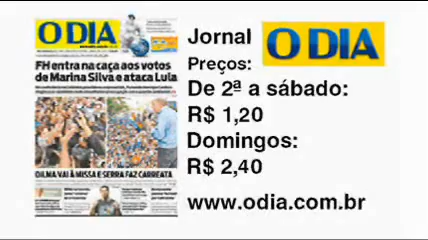 O DIA
FH entra na caça aos votos
de Marina Silva e ataca Lula
DILMA VAI À MISSA E SERRA FAZ CARREATA
Jornal
O DIA
Preços:
De 2ª a sábado:
R$ 1,20
Domingos:
R$ 2,40
www.odia.com.br